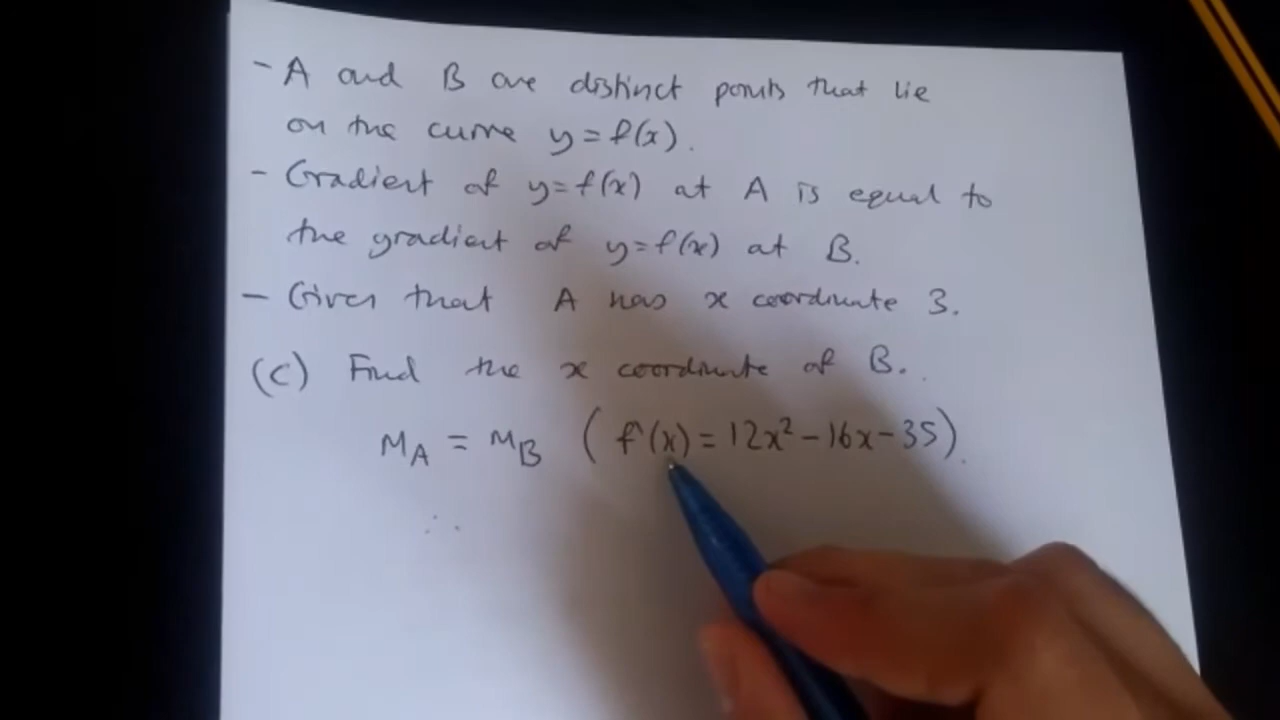 - A and B are distinct points that lie
on the curve y = f(x).
- Gradient of y=f(x) at A is equal to
the gradient of y=f(x) at B.
- Given that A has x coordinate 3.
(c) Find the x coordinate of B.
M_A = M_B ( f'(x) = 12x² - 16x - 35).
∴